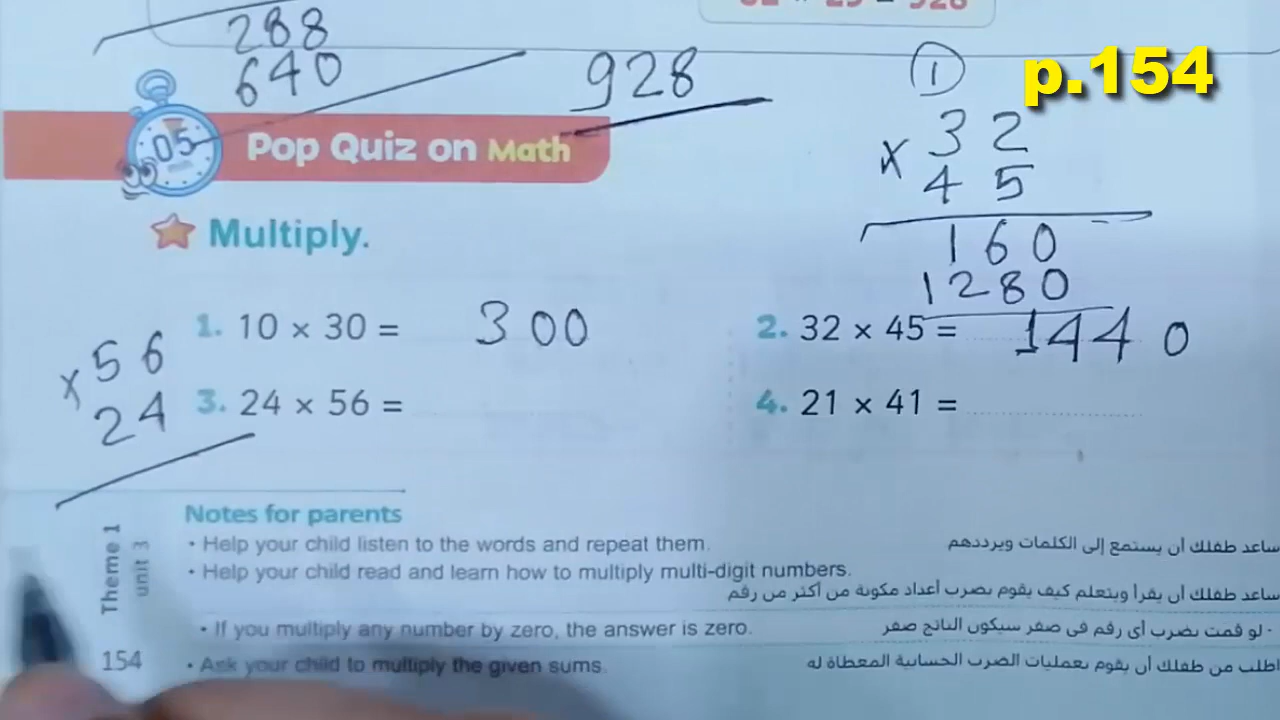 288
640
928
p.154
1
05
Pop Quiz on Math
× 32
45
160
1280
Multiply.
1. 10 × 30 = 300
2. 32 × 45 = 1440
× 56
24
3. 24 × 56 =
4. 21 × 41 =
Notes for parents
• Help your child listen to the words and repeat them.
ساعد طفلك أن يستمع إلى الكلمات ويرددهم
• Help your child read and learn how to multiply multi-digit numbers.
ساعد طفلك أن يقرأ ويتعلم كيف يقوم بضرب أعداد مكونة من أكثر من رقم
• If you multiply any number by zero, the answer is zero.
· لو قمت بضرب أى رقم فى صفر سيكون الناتج صفر
• Ask your child to multiply the given sums.
اطلب من طفلك أن يقوم بعمليات الضرب الحسابية المعطاة له
Theme 1
unit 3
154